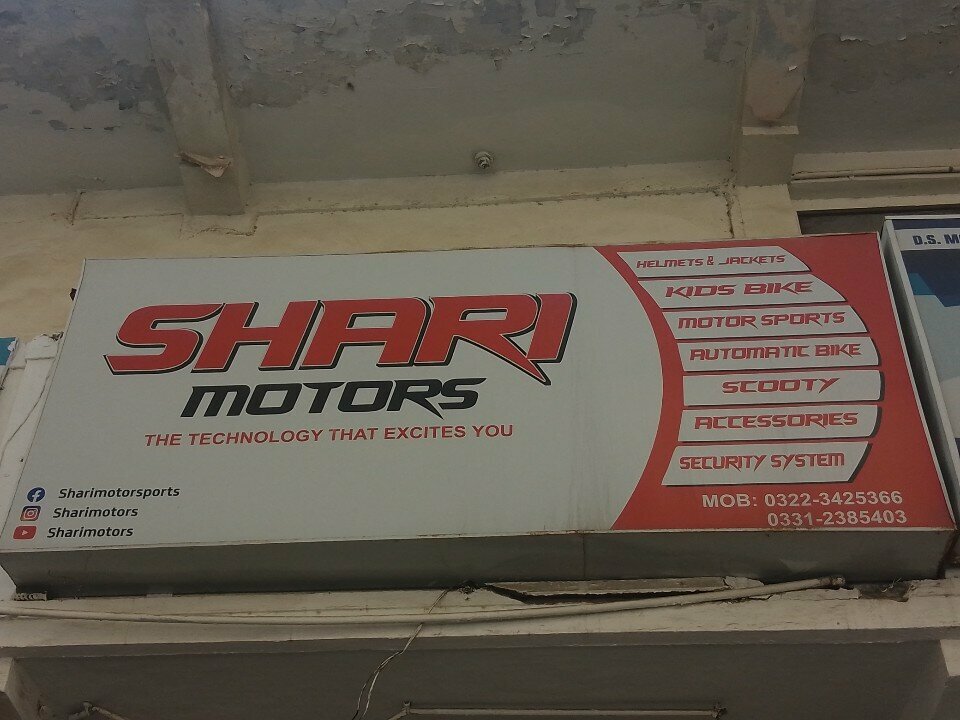 SHARI
MOTORS
THE TECHNOLOGY THAT EXCITES YOU
Sharimotorsports
Sharimotors
Sharimotors
HELMETS & JACKETS
KIDS BIKE
MOTOR SPORTS
AUTOMATIC BIKE
SCOOTY
ACCESSORIES
SECURITY SYSTEM
MOB: 0322-3425366
0331-2385403
D.S.